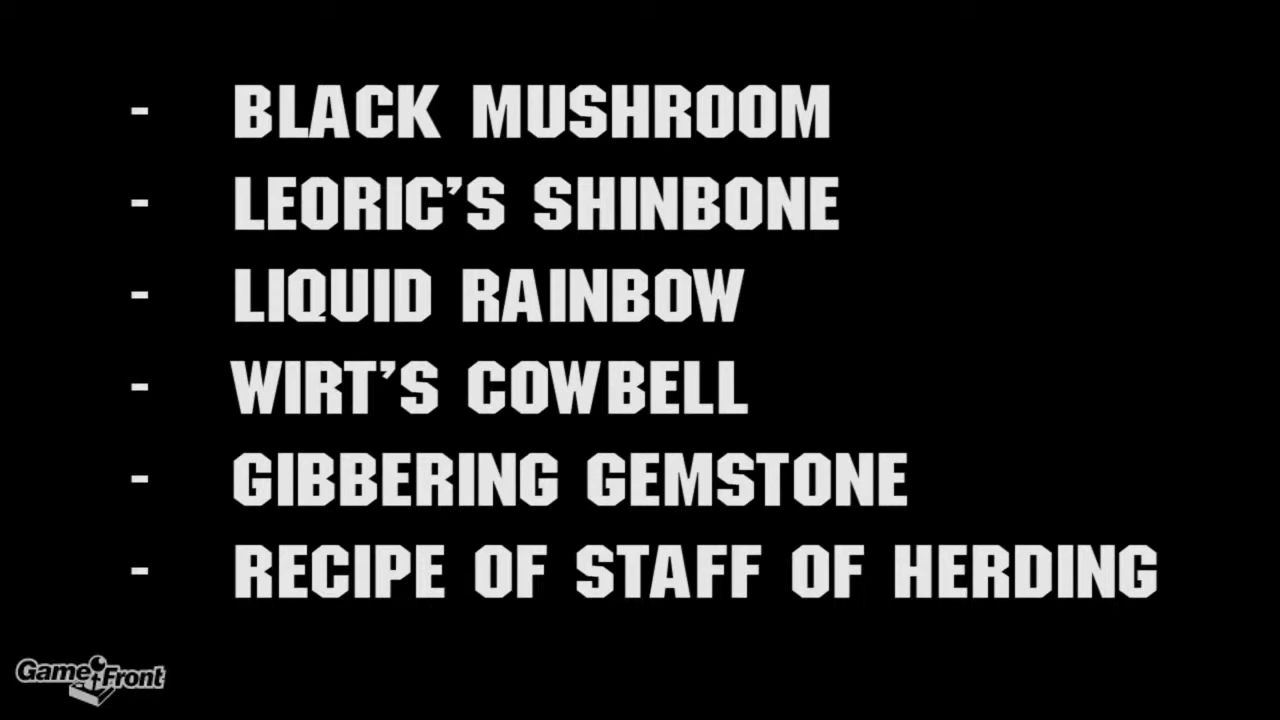 - BLACK MUSHROOM
- LEORIC'S SHINBONE
- LIQUID RAINBOW
- WIRT'S COWBELL
- GIBBERING GEMSTONE
- RECIPE OF STAFF OF HERDING
GameFront